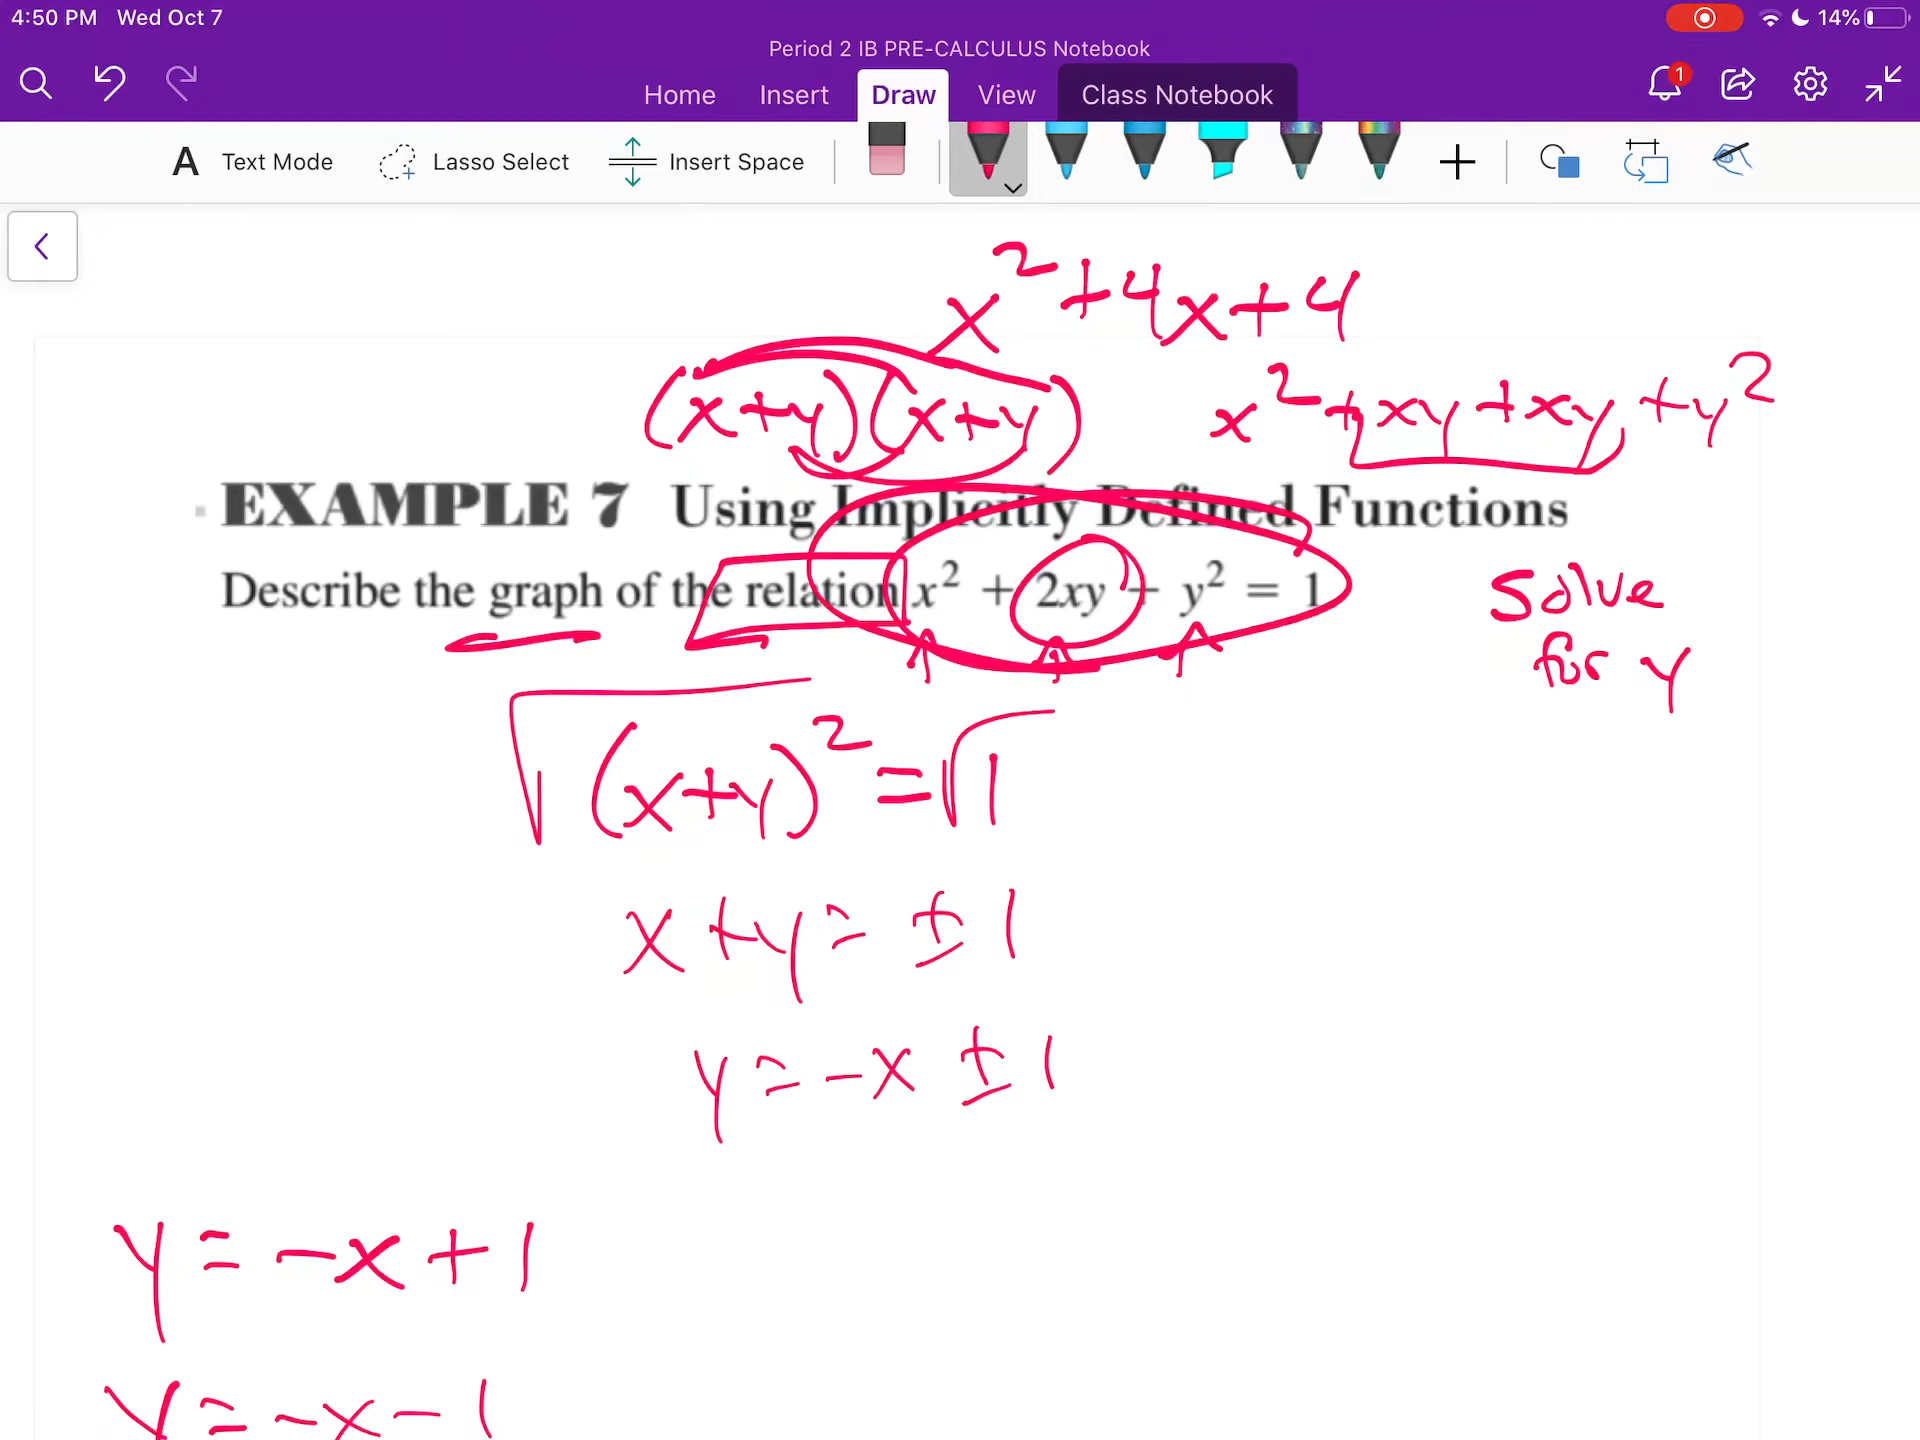 4:50 PM Wed Oct 7
14%
Period 2 IB PRE-CALCULUS Notebook
Home Insert Draw View Class Notebook
1
A Text Mode Lasso Select Insert Space
x² + 4x + 4
(x+y)(x+y) x² + xy + xy + y²
EXAMPLE 7 Using Implicitly Defined Functions
Describe the graph of the relation x² + 2xy + y² = 1
Solve
for y
√(x+y)² = √1
x + y = ± 1
y = -x ± 1
y = -x + 1
y = -x - 1